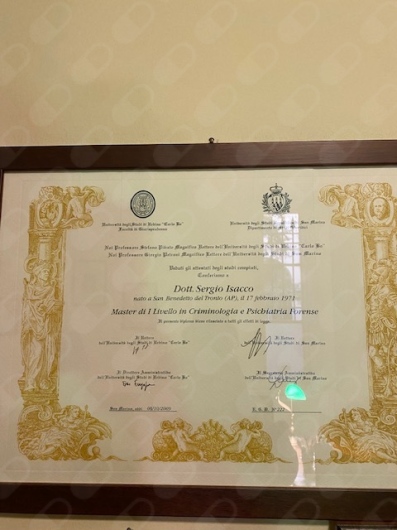 Università degli Studi di Urbino "Carlo Bo"
Facoltà di Giurisprudenza
Università degli Studi della Repubblica di San Marino
Noi Professore Stefano Pivato Magnifico Rettore dell'Università degli Studi di Urbino "Carlo Bo"
Noi Professore Giorgio Petroni Magnifico Rettore dell'Università degli Studi di San Marino
Veduti gli attestati degli studi compiuti,
Conferiamo a
Dott. Sergio Isacco
nato a San Benedetto del Tronto (AP), il 17 febbraio 1973
Master di I Livello in Criminologia e Psichiatria Forense
Il presente diploma viene rilasciato a tutti gli effetti di legge.
Il Rettore
dell'Università degli Studi di Urbino "Carlo Bo"
Il Rettore
dell'Università degli Studi di San Marino
Il Direttore Amministrativo
dell'Università degli Studi di Urbino "Carlo Bo"
dell'Università degli Studi di San Marino
San Marino, addì